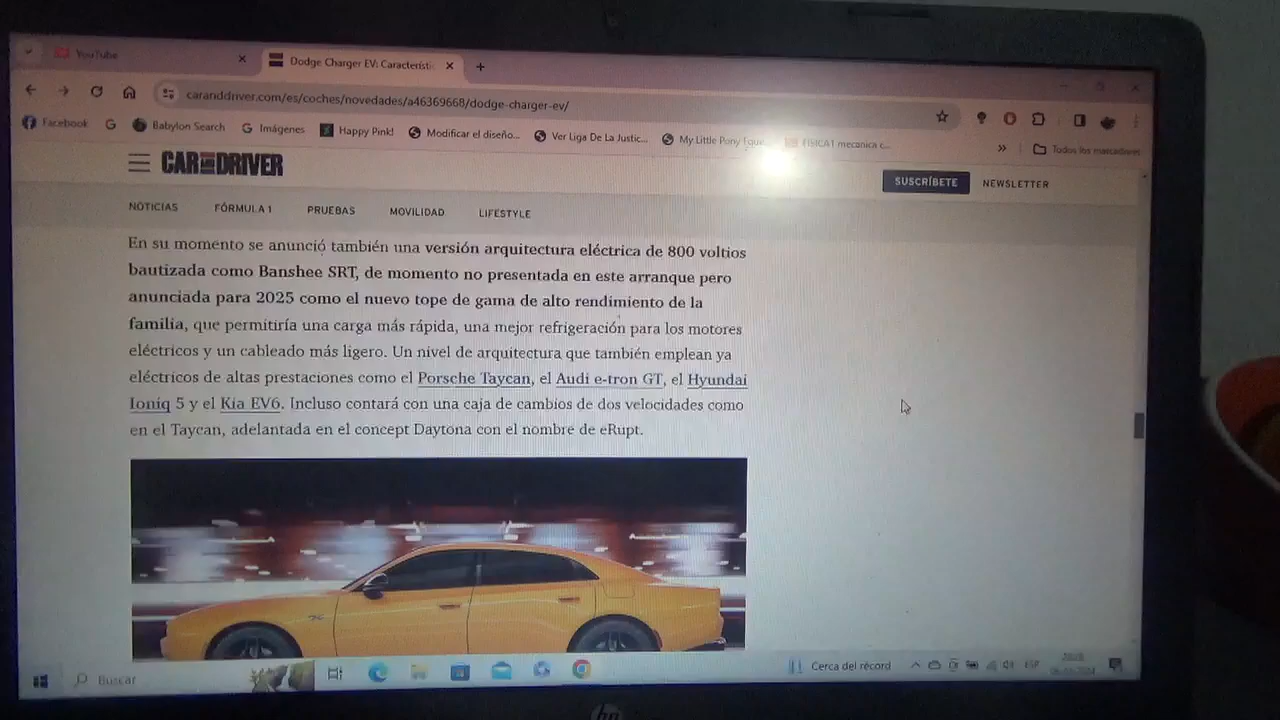 YouTube
Dodge Charger EV: Característic
caranddriver.com/es/coches/novedades/a46369668/dodge-charger-ev/
Facebook
Babylon Search
Imágenes
Happy Pink!
Modificar el diseño...
Ver Liga De La Justic...
My Little Pony Eque...
FISICA1 mecanica c...
Todos los marcadores
CAR AND DRIVER
SUSCRÍBETE
NEWSLETTER
NOTICIAS
FÓRMULA 1
PRUEBAS
MOVILIDAD
LIFESTYLE
En su momento se anunció también una versión arquitectura eléctrica de 800 voltios
bautizada como Banshee SRT, de momento no presentada en este arranque pero
anunciada para 2025 como el nuevo tope de gama de alto rendimiento de la
familia, que permitiría una carga más rápida, una mejor refrigeración para los motores
eléctricos y un cableado más ligero. Un nivel de arquitectura que también emplean ya
eléctricos de altas prestaciones como el Porsche Taycan, el Audi e-tron GT, el Hyundai
Ioniq 5 y el Kia EV6. Incluso contará con una caja de cambios de dos velocidades como
en el Taycan, adelantada en el concept Daytona con el nombre de eRupt.
Buscar
Cerca del récord
ESP
hp